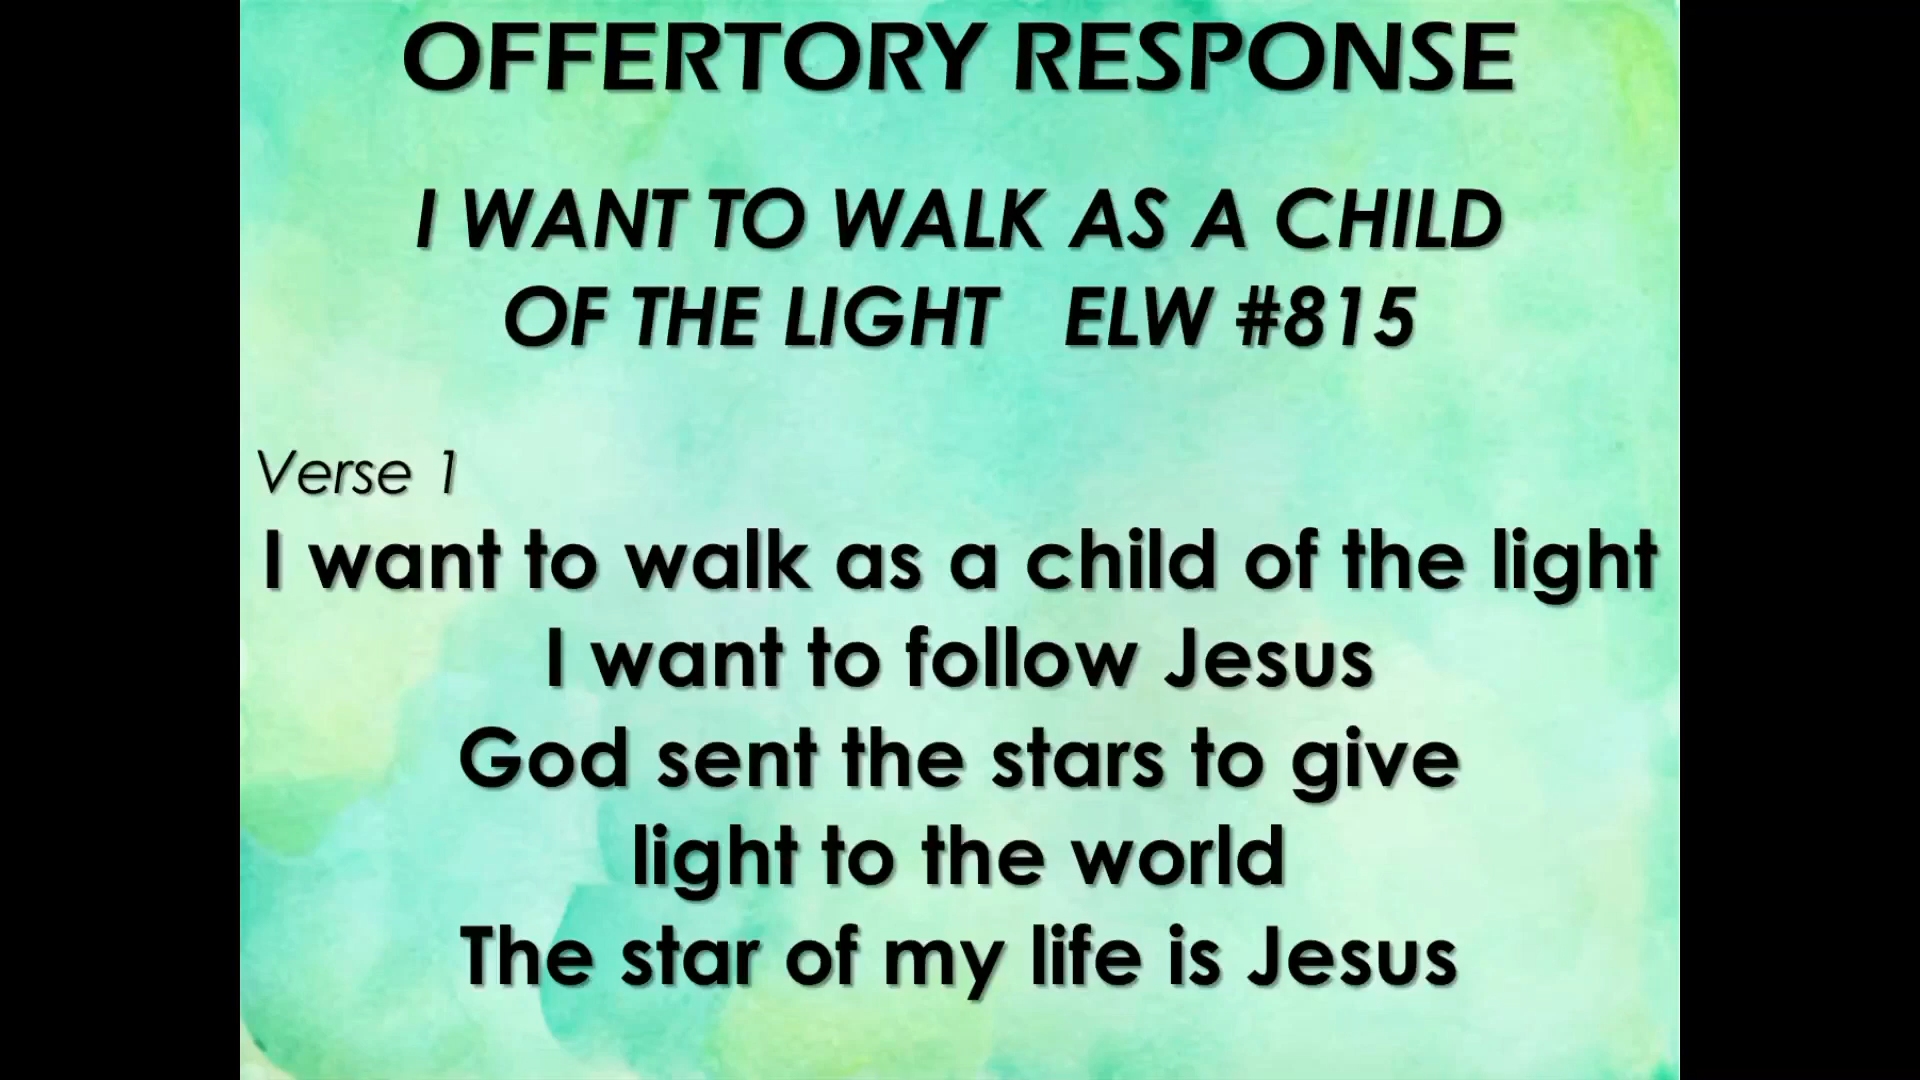 OFFERTORY RESPONSE
I WANT TO WALK AS A CHILD
OF THE LIGHT ELW #815
Verse 1
I want to walk as a child of the light
I want to follow Jesus
God sent the stars to give
light to the world
The star of my life is Jesus